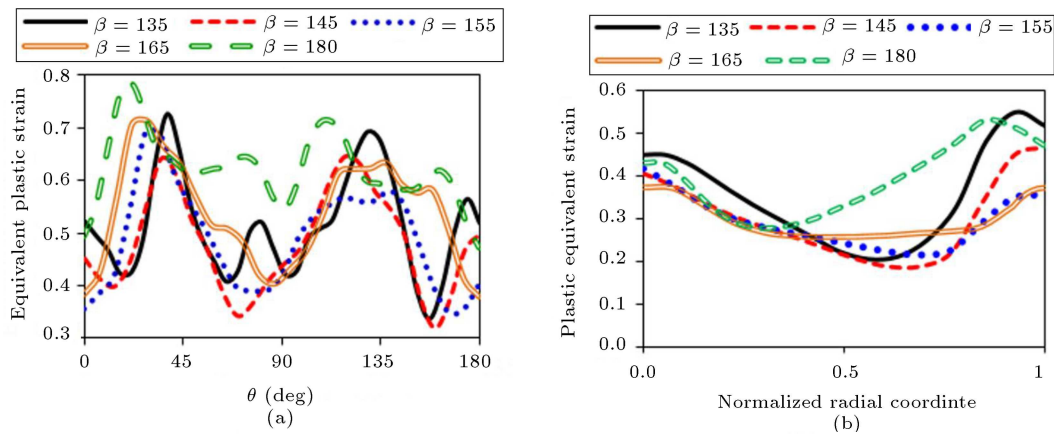 β = 135
β = 145
β = 155
β = 165
β = 180
Equivalent plastic strain
0.8
0.7
0.6
0.5
0.4
0.3
0
45
90
135
180
θ (deg)
(a)
β = 135
β = 145
β = 155
β = 165
β = 180
Plastic equivalent strain
0.6
0.5
0.4
0.3
0.2
0.1
0.0
0.0
0.5
1
Normalized radial coordinte
(b)